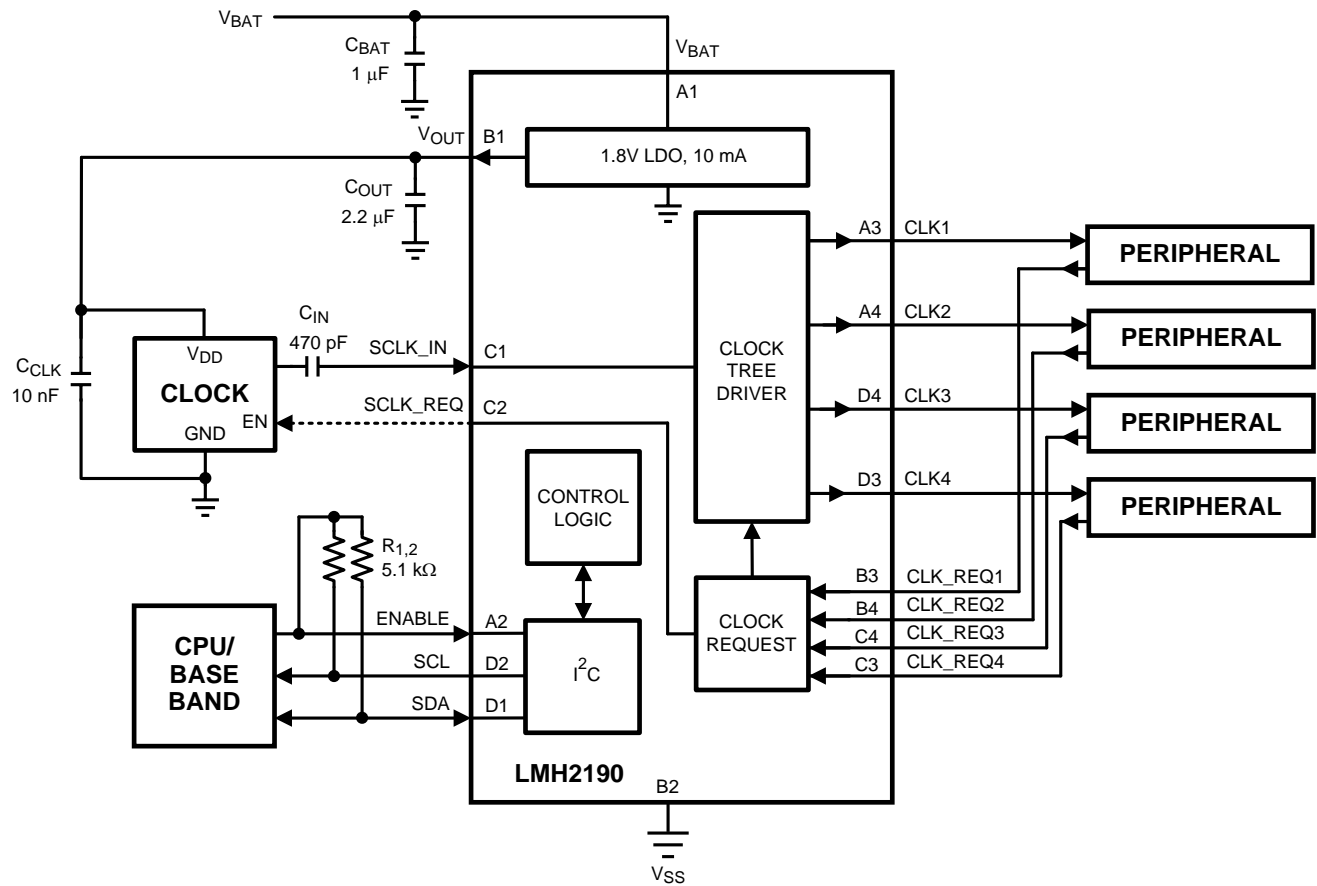 VBAT
CBAT
1 μF
VBAT
A1
VOUT
B1
1.8V LDO, 10 mA
COUT
2.2 μF
A3
CLK1
PERIPHERAL
A4
CLK2
PERIPHERAL
CLOCK
TREE
DRIVER
D4
CLK3
PERIPHERAL
D3
CLK4
PERIPHERAL
CIN
470 pF
SCLK_IN
C1
VDD
CLOCK
EN
GND
CCLK
10 nF
SCLK_REQ
C2
CONTROL
LOGIC
R1,2
5.1 kΩ
B3
CLK_REQ1
B4
CLK_REQ2
C4
CLK_REQ3
C3
CLK_REQ4
CLOCK
REQUEST
CPU/
BASE
BAND
ENABLE
A2
SCL
D2
SDA
D1
I2C
LMH2190
B2
VSS